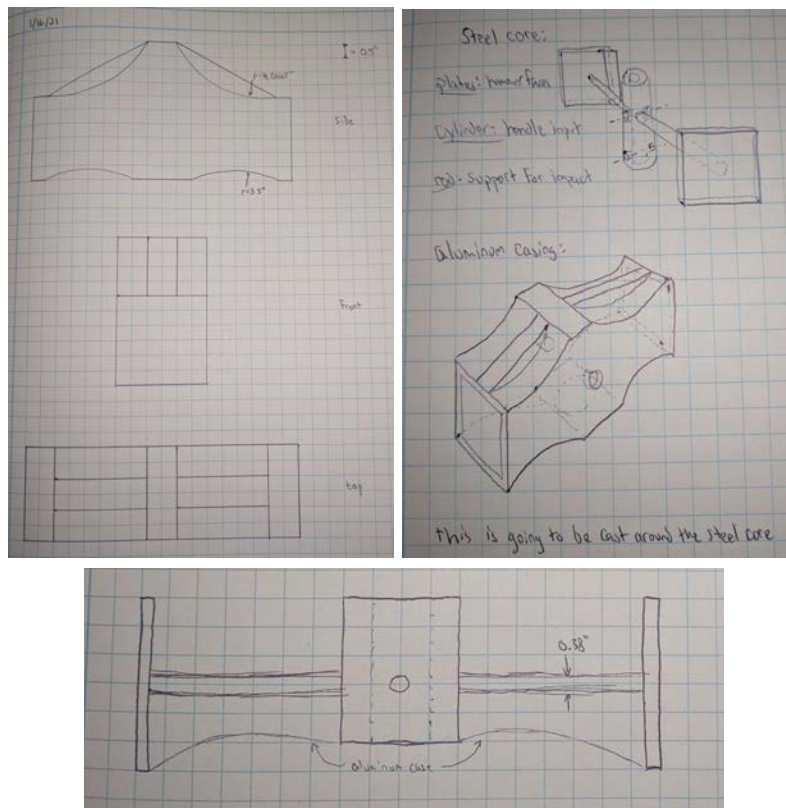 1/16/21
I = 0.5"
side
r=3.5"
Front
top
Steel core:
plates: hammer faces
Cylinder: handle input
rod: support for impact
aluminum casing:
this is going to be cast around the steel core
0.38"
aluminum case